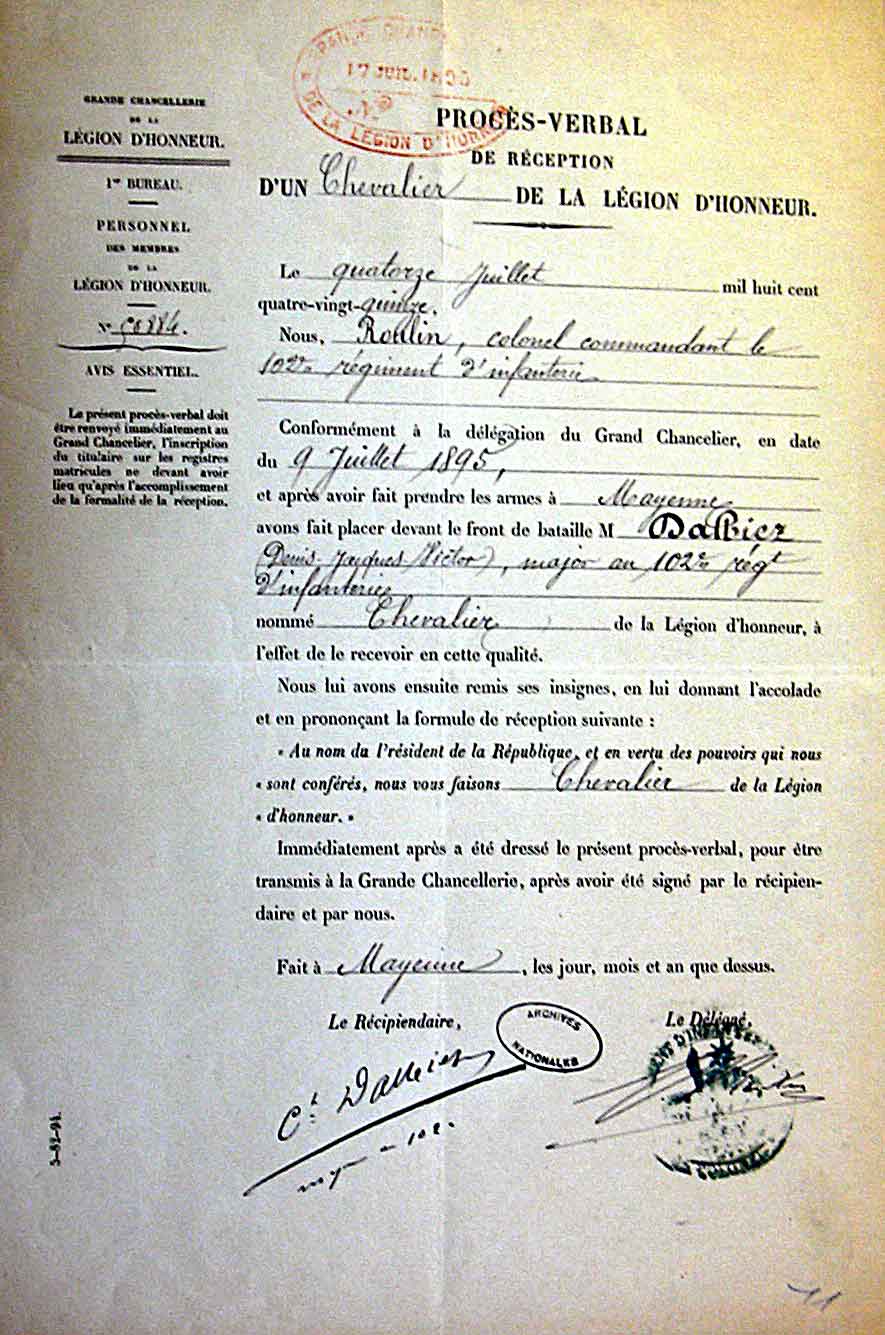 GRANDE CHANCELLERIE
DE LA
LÉGION D'HONNEUR.
1er BUREAU.
PERSONNEL
DES MEMBRES
DE LA
LÉGION D'HONNEUR.
N°
AVIS ESSENTIEL.
Le présent procès-verbal doit
être renvoyé immédiatement au
Grand Chancelier, l'inscription
du titulaire sur les registres
matricules ne devant avoir
lieu qu'après l'accomplissement
de la formalité de la réception.
17 JUIL. 1895
DE LA LÉGION D'HONNEUR
PROCÈS-VERBAL
DE RÉCEPTION
D'UN Chevalier DE LA LÉGION D'HONNEUR.
Le quatorze Juillet mil huit cent
quatre-vingt-quinze.
Nous, Roulin, colonel commandant le
102e régiment d'infanterie
Conformément à la délégation du Grand Chancelier, en date
du 9 Juillet 1895,
et après avoir fait prendre les armes à Mayenne
avons fait placer devant le front de bataille M Dalbiez
(Denis-Jacques Victor), major au 102e régt
d'infanterie
nommé Chevalier de la Légion d'honneur, à
l'effet de le recevoir en cette qualité.
Nous lui avons ensuite remis ses insignes, en lui donnant l'accolade
et en prononçant la formule de réception suivante :
« Au nom du Président de la République, et en vertu des pouvoirs qui nous
« sont conférés, nous vous faisons Chevalier de la Légion
« d'honneur. »
Immédiatement après a été dressé le présent procès-verbal, pour être
transmis à la Grande Chancellerie, après avoir été signé par le récipien-
daire et par nous.
Fait à Mayenne, les jour, mois et an que dessus.
Le Récipiendaire,
Le Délégué,
ARCHIVES
NATIONALES
Ct Dalbiez
5-82-94.
11